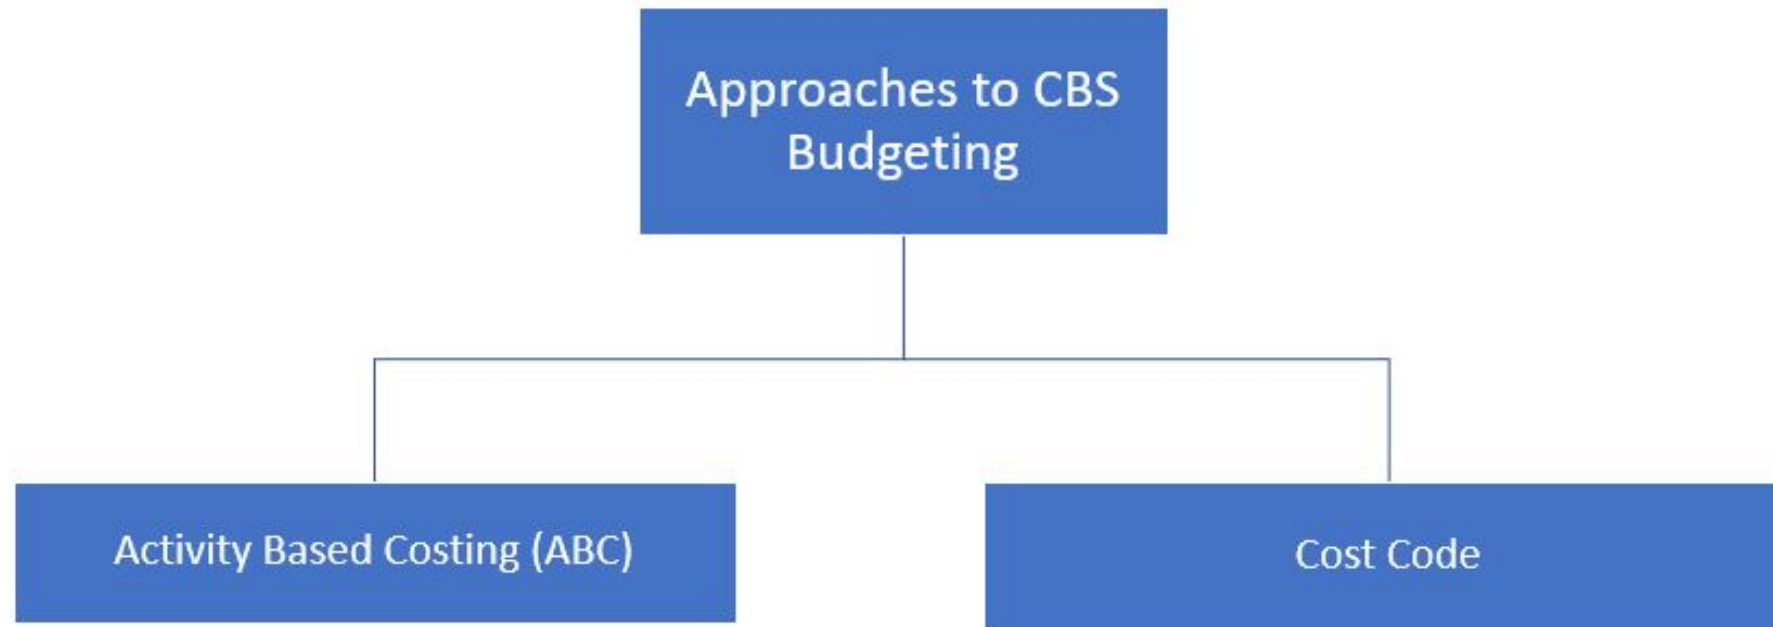 Approaches to CBS
Budgeting
Activity Based Costing (ABC)
Cost Code